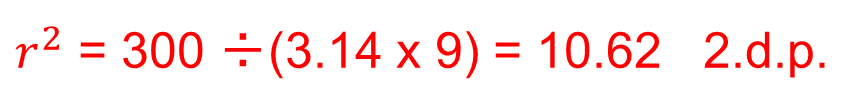 r² = 300 ÷(3.14 x 9) = 10.62 2.d.p.